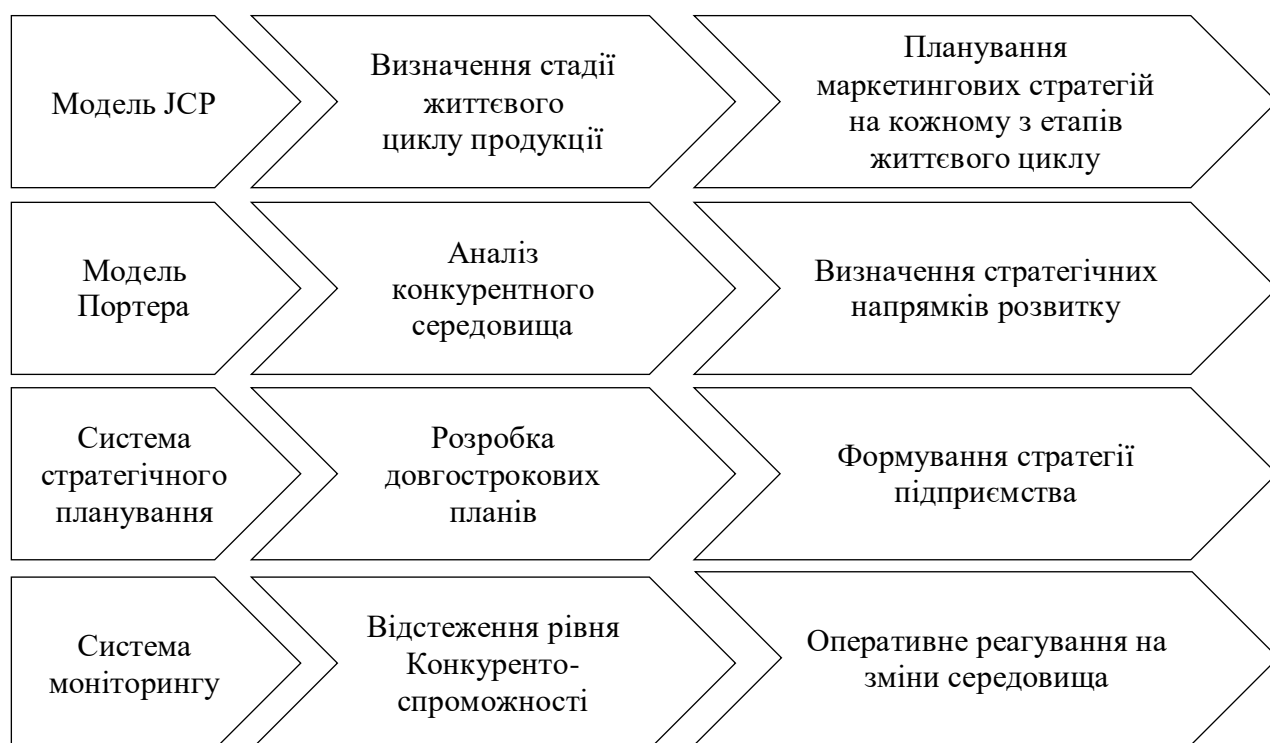 Модель JCP
Визначення стадії
життєвого
циклу продукції
Планування
маркетингових стратегій
на кожному з етапів
життєвого циклу
Модель
Портера
Аналіз
конкурентного
середовища
Визначення стратегічних
напрямків розвитку
Система
стратегічного
планування
Розробка
довгострокових
планів
Формування стратегії
підприємства
Система
моніторингу
Відстеження рівня
Конкуренто-
спроможності
Оперативне реагування на
зміни середовища